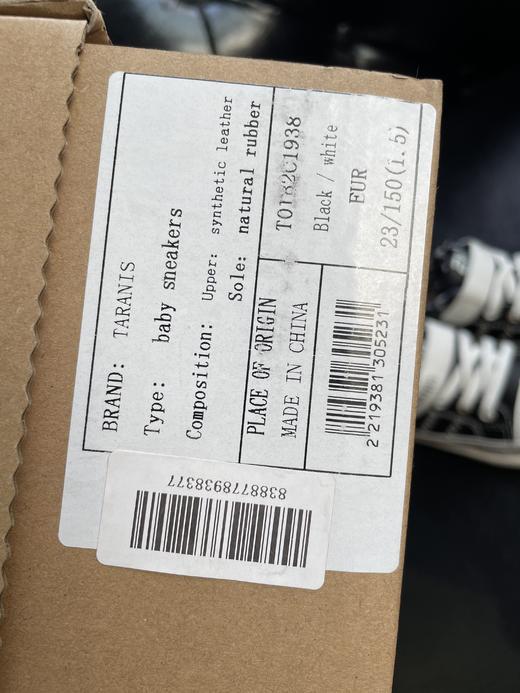 BRAND: TARANIS
Type: baby sneakers
Composition: Upper: synthetic leather
Sole: natural rubber
PLACE OF ORIGIN
MADE IN CHINA
Black / white
FUR
23/150(1.5)
2 219381 305231
8388778938377